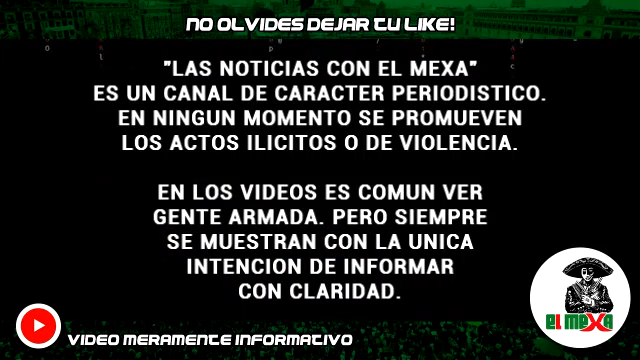 NO OLVIDES DEJAR TU LIKE!
"LAS NOTICIAS CON EL MEXA"
ES UN CANAL DE CARACTER PERIODISTICO.
EN NINGUN MOMENTO SE PROMUEVEN
LOS ACTOS ILICITOS O DE VIOLENCIA.
EN LOS VIDEOS ES COMUN VER
GENTE ARMADA. PERO SIEMPRE
SE MUESTRAN CON LA UNICA
INTENCION DE INFORMAR
CON CLARIDAD.
EL MEXA
VIDEO MERAMENTE INFORMATIVO